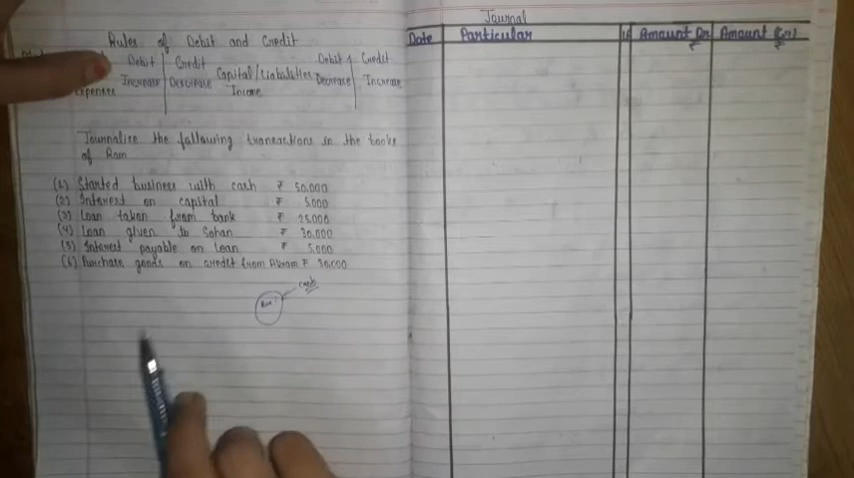 Rules of Debit and Credit
Debit Credit Debit Credit
Increase Decrease Capital/Liabilities Decrease Increase
Expenses Income
Journalise the following transactions in the books
of Ram
(1) Started business with cash ₹ 50,000
(2) Interest on capital ₹ 5,000
(3) Loan taken from bank ₹ 25,000
(4) Loan given to Sohan ₹ 30,000
(5) Interest payable on Loan ₹ 5,000
(6) Purchase goods on credit from ₹ 30,000
cash
Journal
Date Particular Lf Amount Dr Amount (Cr)
₹ ₹